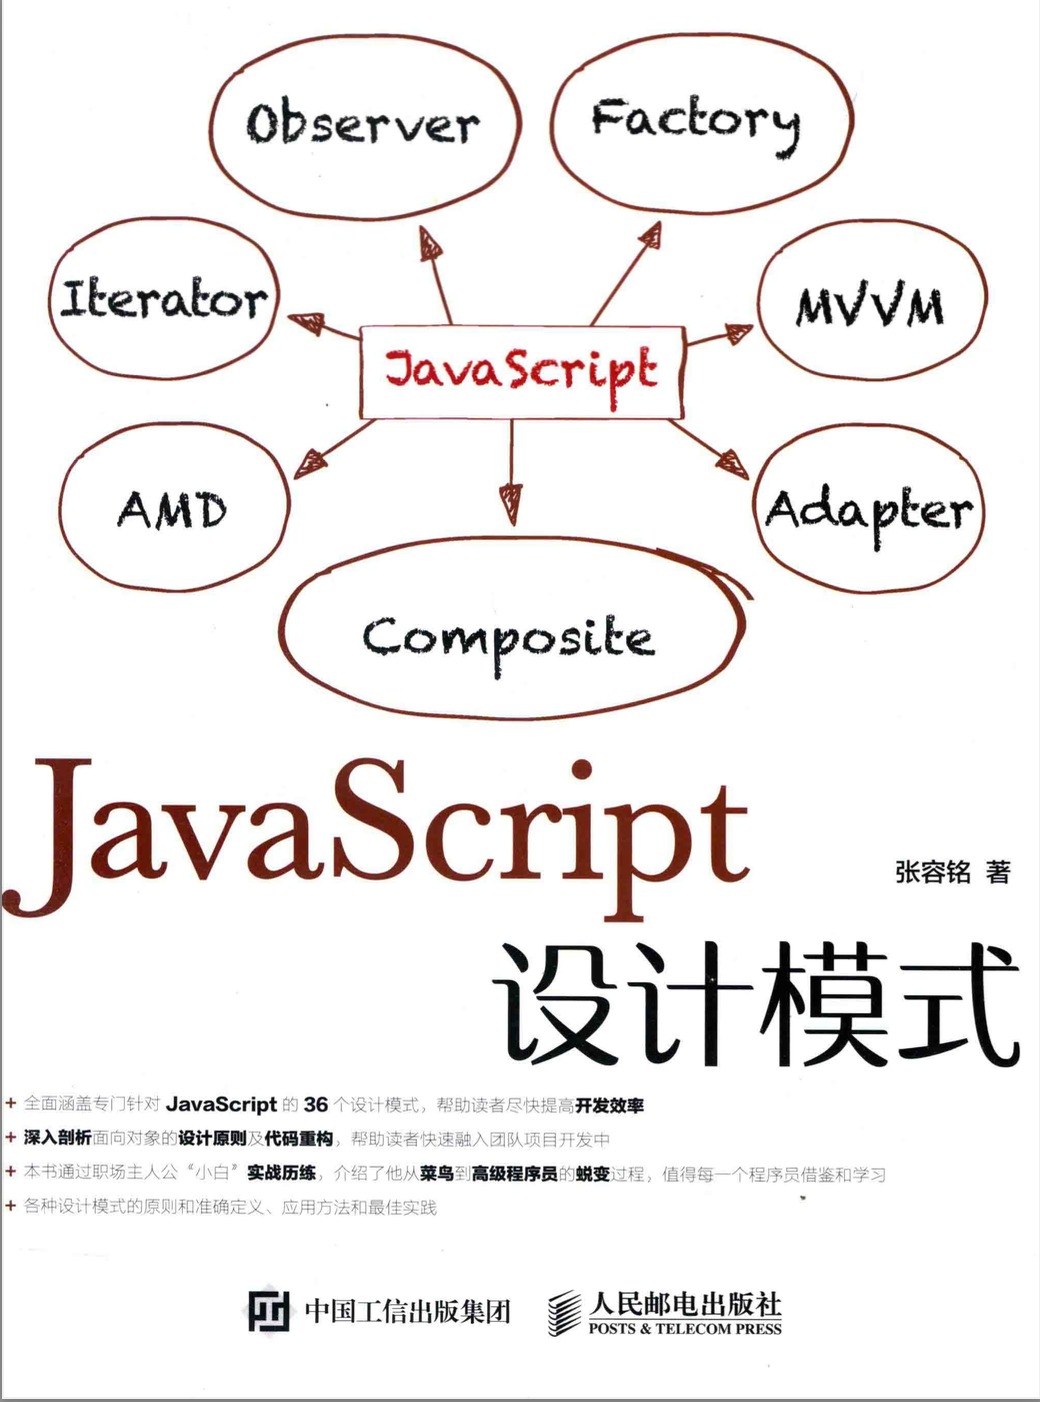 Observer
Factory
Iterator
MVVM
JavaScript
AMD
Adapter
Composite
JavaScript
张容铭 著
设计模式
+ 全面涵盖专门针对 JavaScript 的 36 个设计模式，帮助读者尽快提高开发效率
+ 深入剖析面向对象的设计原则及代码重构，帮助读者快速融入团队项目开发中
+ 本书通过职场主人公“小白”实战历练，介绍了他从菜鸟到高级程序员的蜕变过程，值得每一个程序员借鉴和学习
+ 各种设计模式的原则和准确定义、应用方法和最佳实践
中国工信出版集团
人民邮电出版社
POSTS & TELECOM PRESS